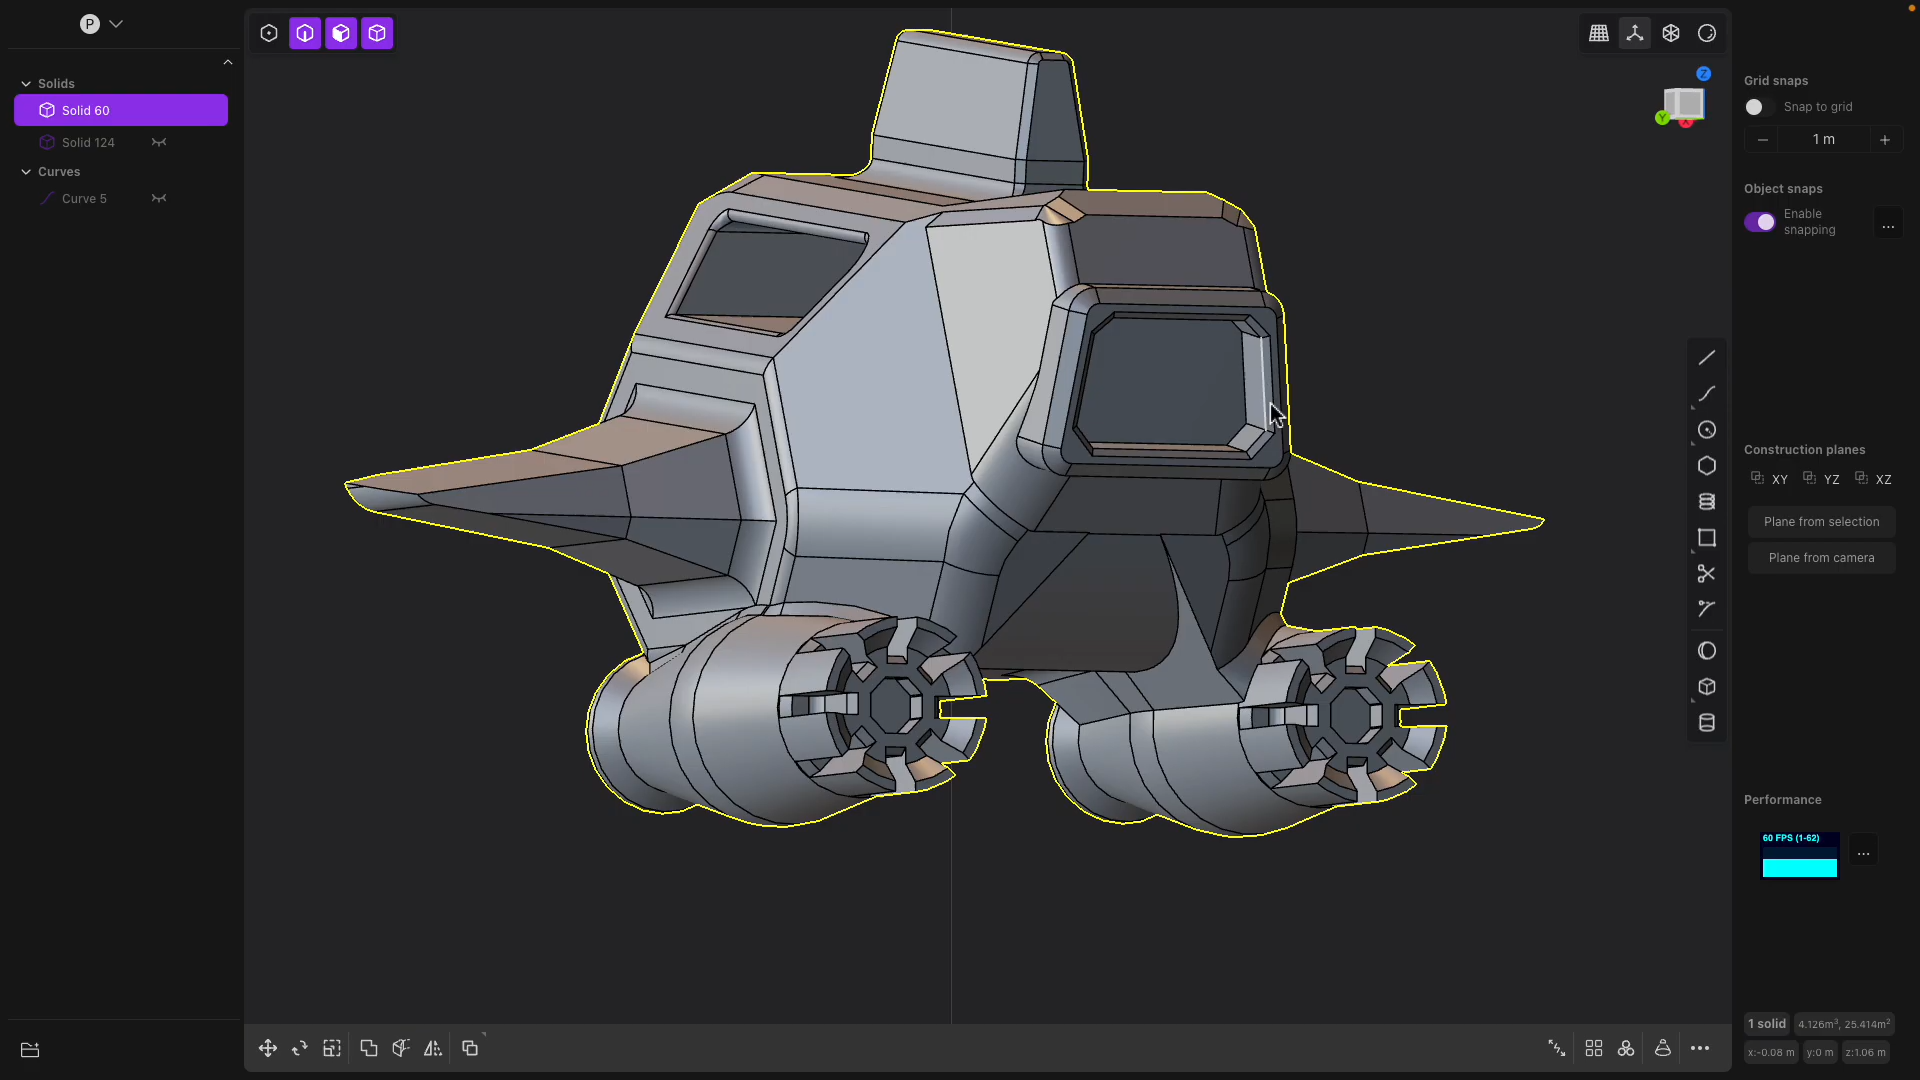 P
Solids
Solid 60
Solid 124
Curves
Curve 5
Z
Y
X
Grid snaps
Snap to grid
1 m
Object snaps
Enable
snapping
...
Construction planes
XY YZ XZ
Plane from selection
Plane from camera
Performance
60 FPS (1-62)
...
1 solid 4.126m³, 25.414m²
x:-0.08 m y:0 m z:1.06 m